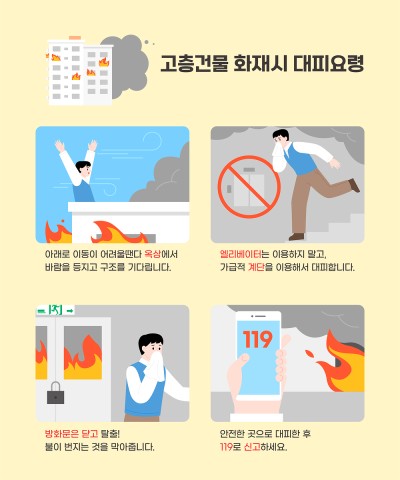 고층건물 화재시 대피요령
아래로 이동이 어려울땐다 옥상에서
바람을 등지고 구조를 기다립니다.
엘리베이터는 이용하지 말고,
가급적 계단을 이용해서 대피합니다.
방화문은 닫고 탈출!
불이 번지는 것을 막아줍니다.
119
안전한 곳으로 대피한 후
119로 신고하세요.